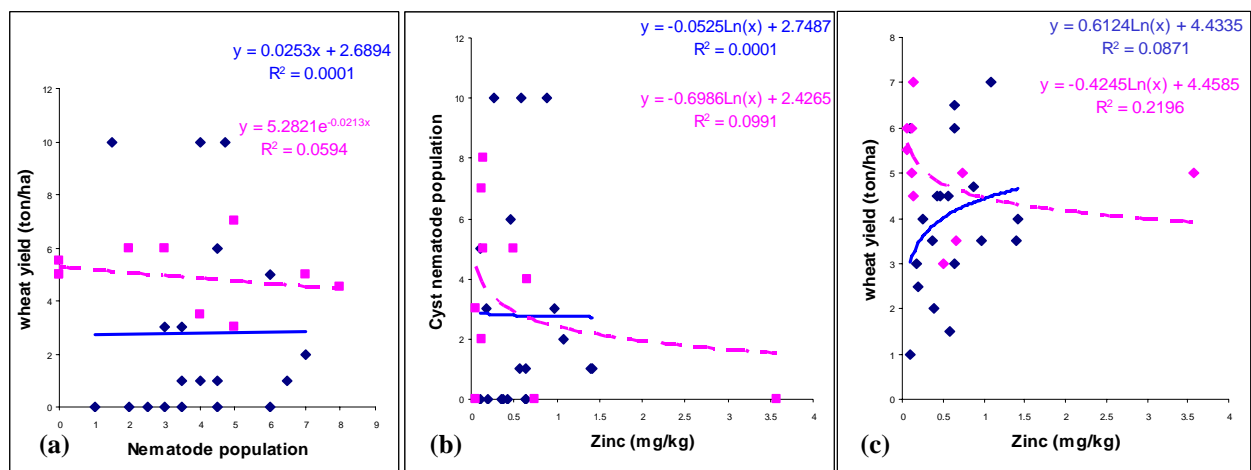 y = 0.0253x + 2.6894
R² = 0.0001
y = 5.2821e^-0.0213x
R² = 0.0594
wheat yield (ton/ha)
12
10
8
6
4
2
0
0 1 2 3 4 5 6 7 8 9
(a) Nematode population
y = -0.0525Ln(x) + 2.7487
R² = 0.0001
y = -0.6986Ln(x) + 2.4265
R² = 0.0991
Cyst nematode population
12
10
8
6
4
2
0
0 0.5 1 1.5 2 2.5 3 3.5 4
(b) Zinc (mg/kg)
y = 0.6124Ln(x) + 4.4335
R² = 0.0871
y = -0.4245Ln(x) + 4.4585
R² = 0.2196
wheat yield (ton/ha)
8
7
6
5
4
3
2
1
0
0 0.5 1 1.5 2 2.5 3 3.5 4
(c) Zinc (mg/kg)